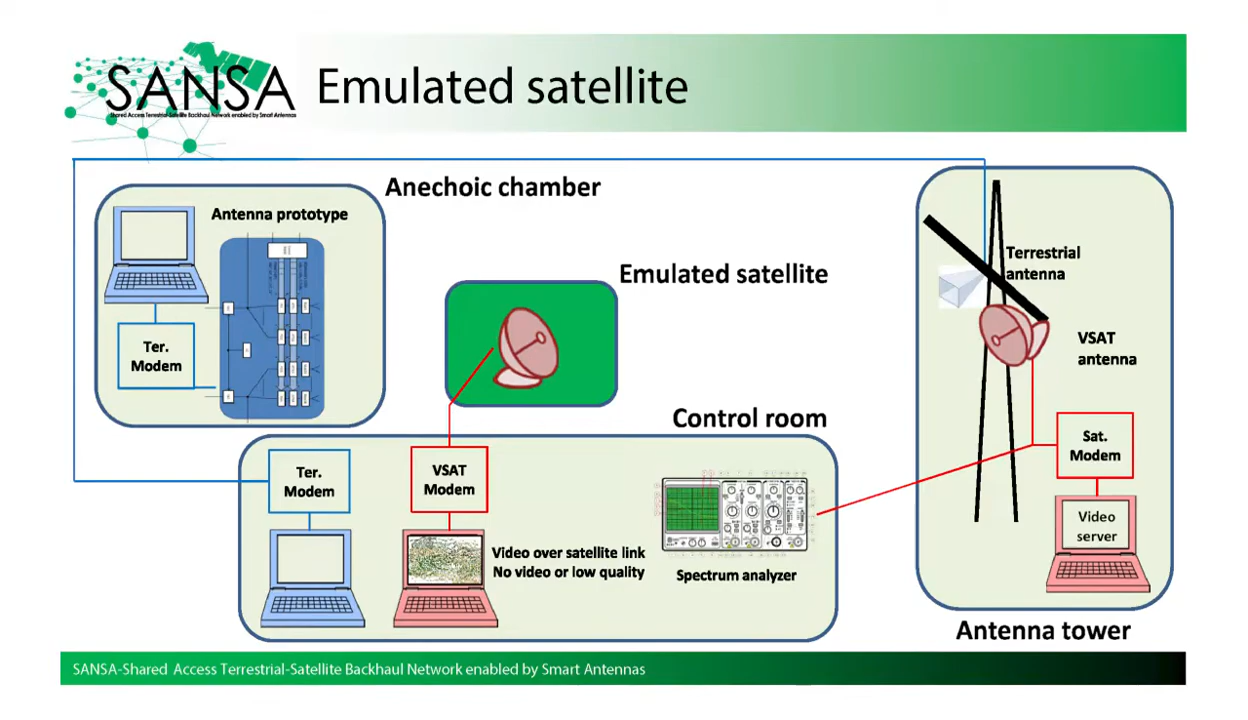 SANSA
Shared Access Terrestrial-Satellite Backhaul Network enabled by Smart Antennas
Emulated satellite
Anechoic chamber
Antenna prototype
Ter.
Modem
Emulated satellite
Terrestrial
antenna
VSAT
antenna
Control room
Ter.
Modem
VSAT
Modem
Sat.
Modem
Video
server
Video over satellite link
No video or low quality
Spectrum analyzer
Antenna tower
SANSA-Shared Access Terrestrial-Satellite Backhaul Network enabled by Smart Antennas